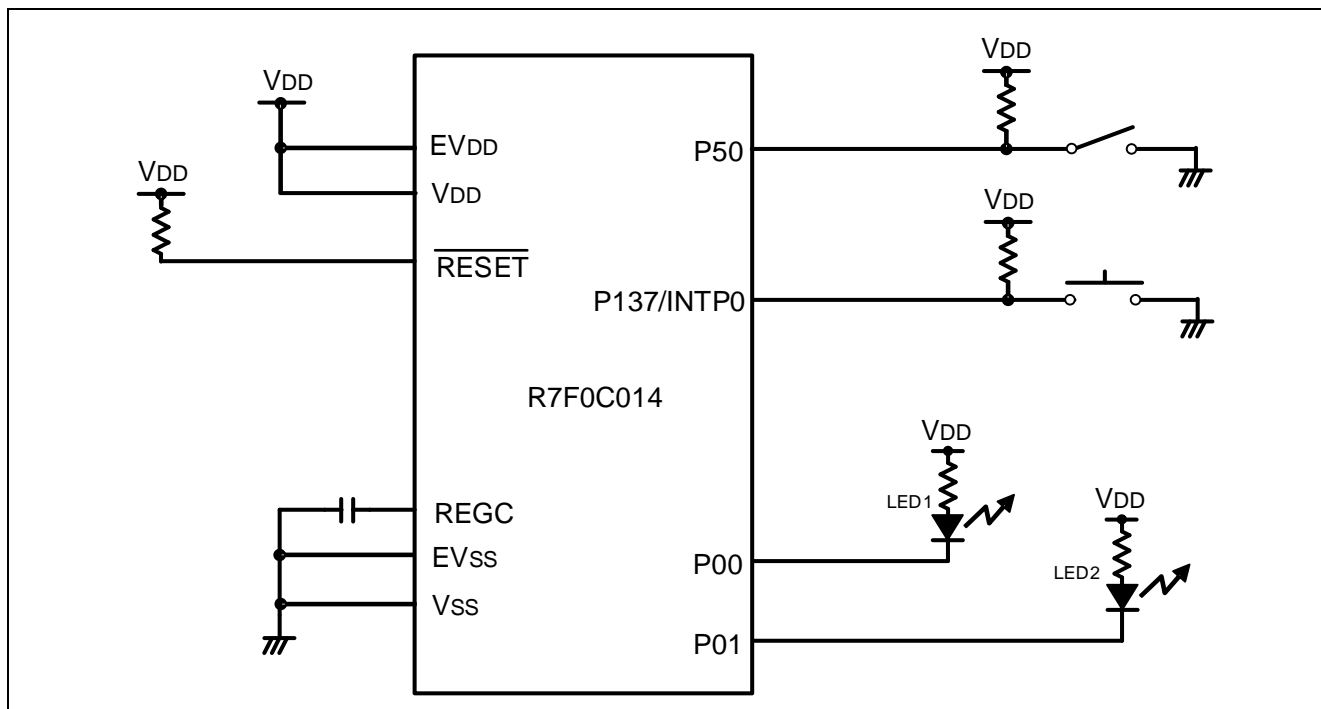 VDD
EVDD
VDD
VDD
RESET
REGC
EVSS
VSS
R7F0C014
P50
P137/INTP0
P00
P01
VDD
VDD
VDD
LED1
VDD
LED2